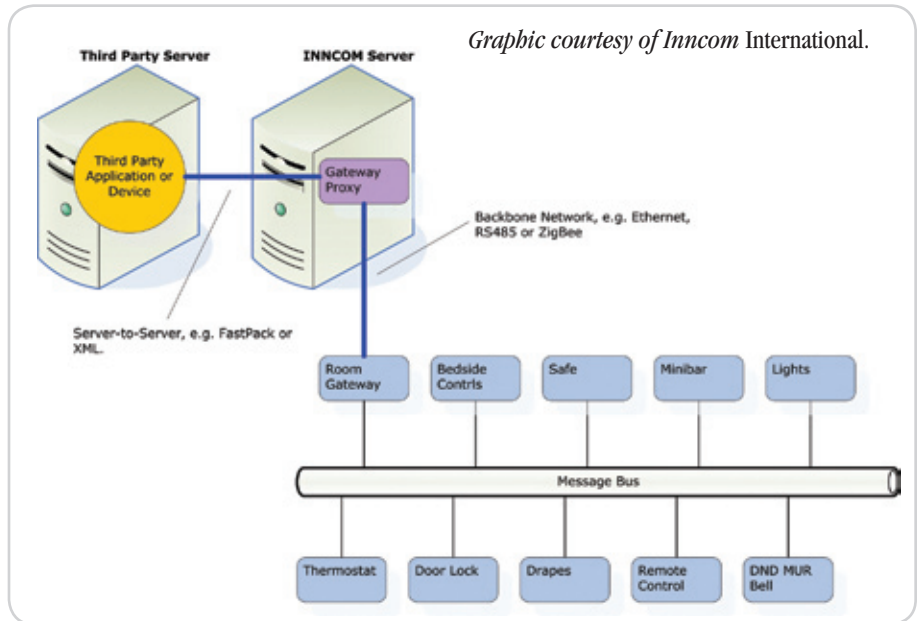 Graphic courtesy of Inncom International.
Third Party Server
INNCOM Server
Third Party
Application or
Device
Gateway
Proxy
Backbone Network, e.g. Ethernet,
RS485 or ZigBee
Server-to-Server, e.g. FastPack or
XML.
Room
Gateway
Bedside
Contrls
Safe
Minibar
Lights
Message Bus
Thermostat
Door Lock
Drapes
Remote
Control
DND MUR
Bell